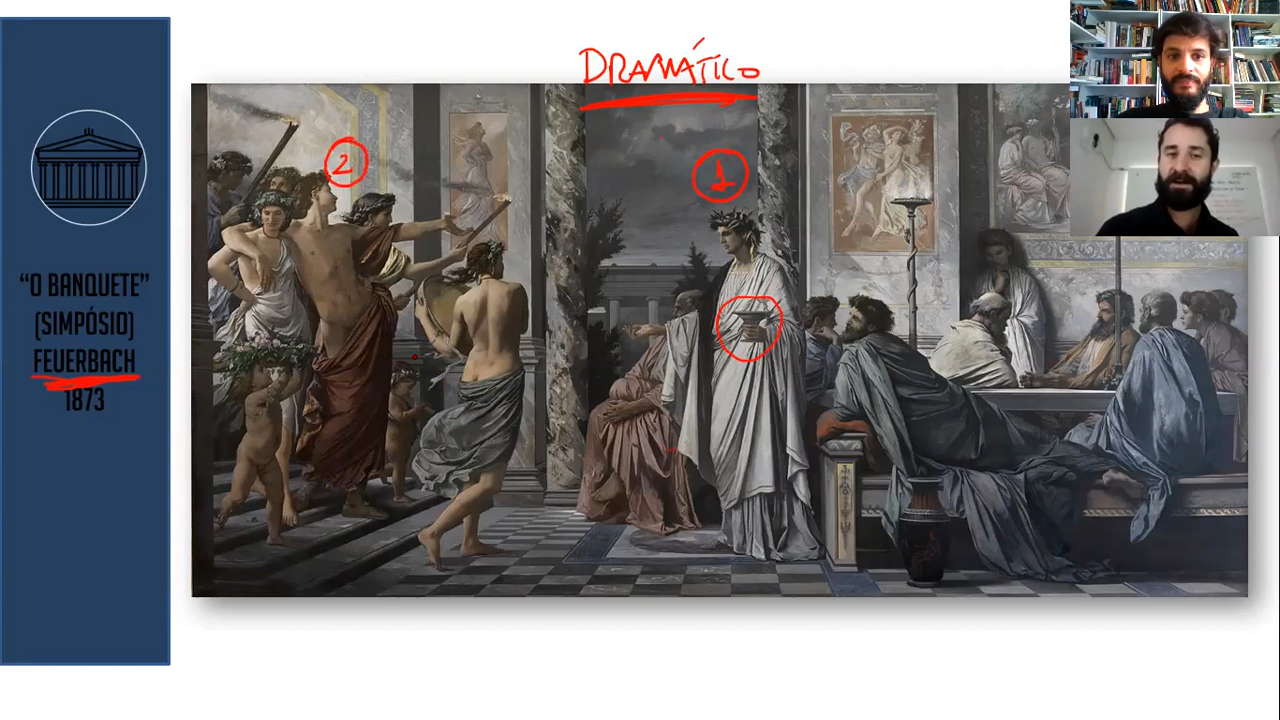 DRAMÁTICO
2
1
“O BANQUETE”
(SIMPÓSIO)
FEUERBACH
1873